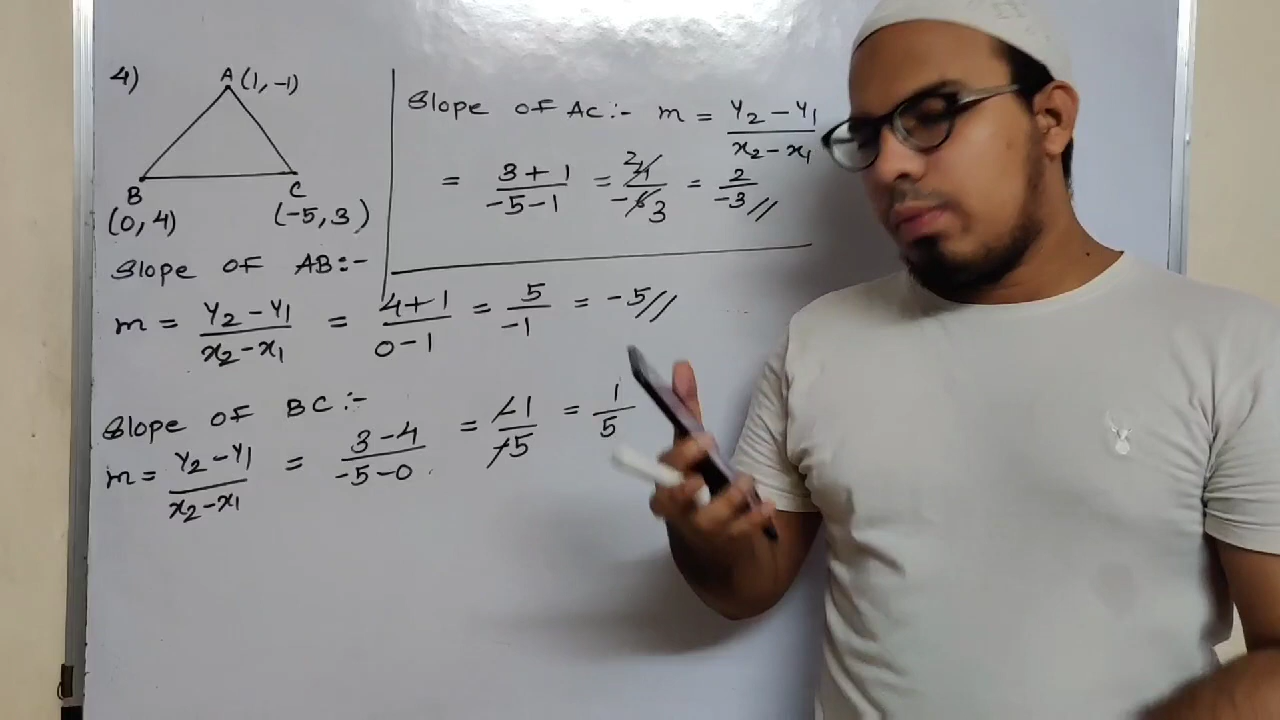 4)
A (1, -1)
B
(0, 4)
C
(-5, 3)
Slope of AB:-
m = Y2 - Y1 / x2 - x1 = 4 + 1 / 0 - 1 = 5 / -1 = -5//
Slope of BC:-
m = Y2 - Y1 / x2 - x1 = 3 - 4 / -5 - 0 = -1 / -5 = 1 / 5
Slope of AC:- m = Y2 - Y1 / x2 - x1
= 3 + 1 / -5 - 1 = 4 2 / -6 3 = 2 / -3 //